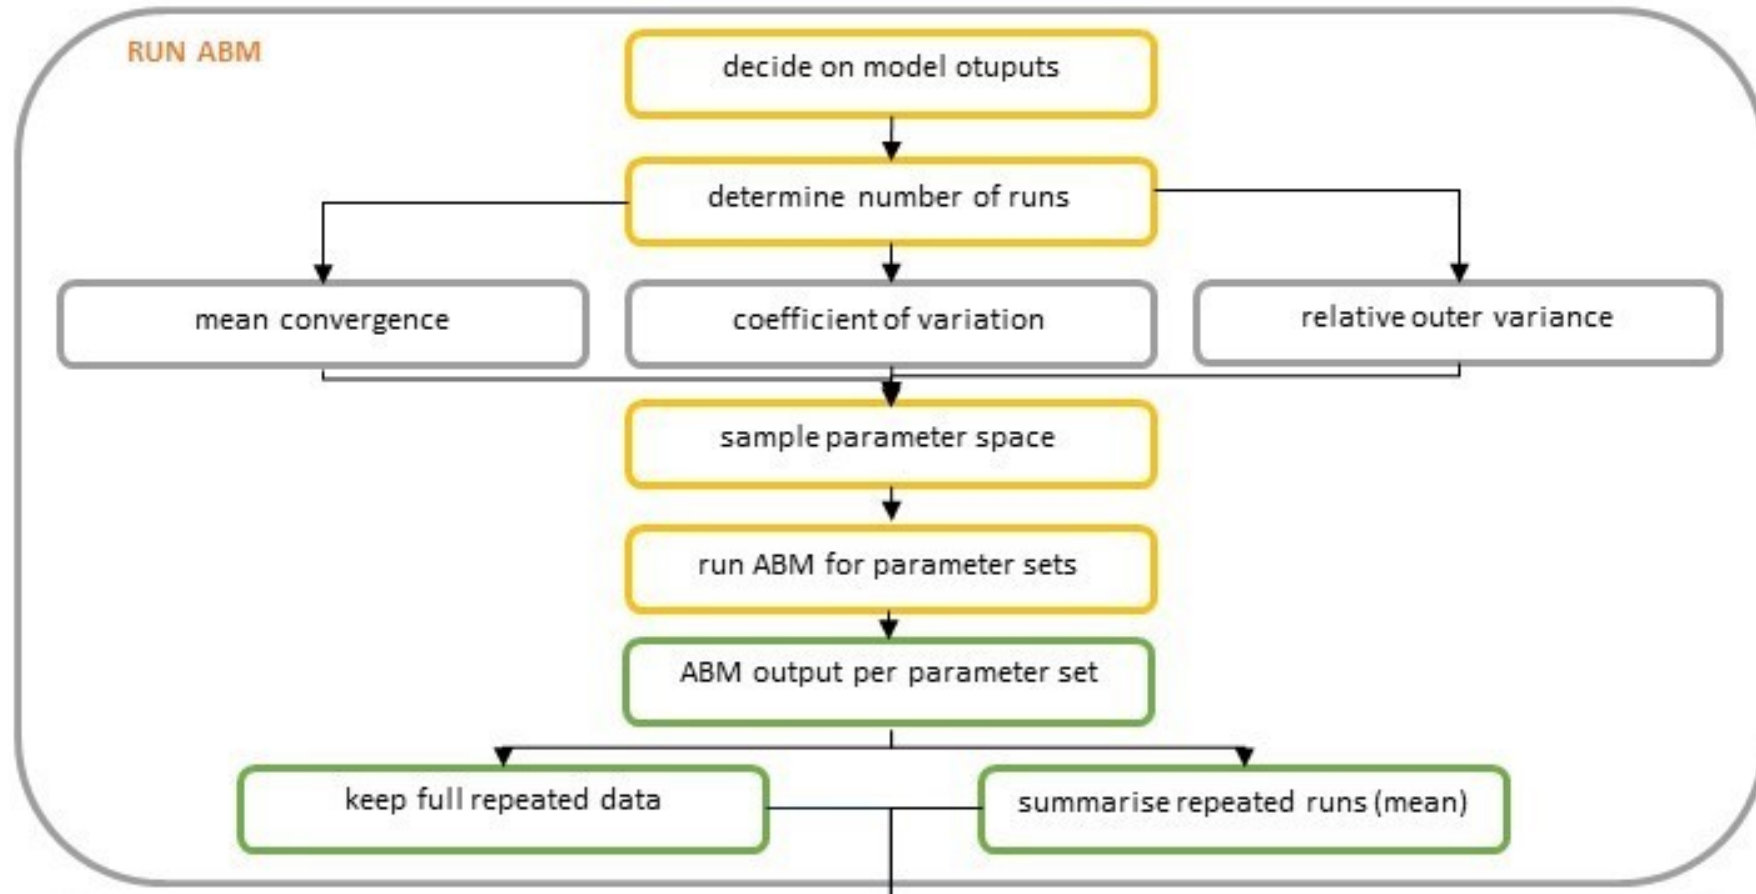 RUN ABM
decide on model otuputs
determine number of runs
mean convergence
coefficient of variation
relative outer variance
sample parameter space
run ABM for parameter sets
ABM output per parameter set
keep full repeated data
summarise repeated runs (mean)